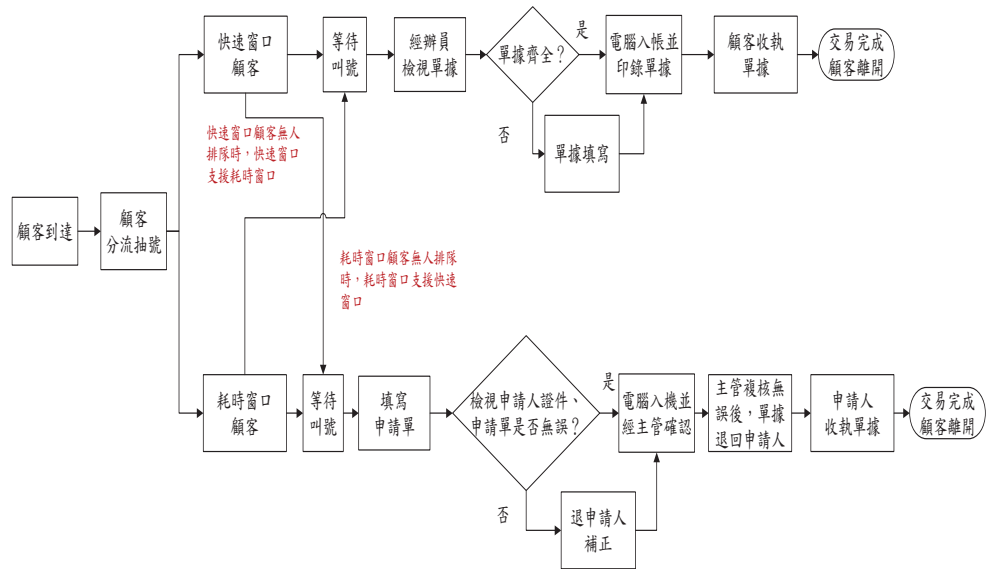 顧客到達
顧客
分流抽號
快速窗口
顧客
等待
叫號
經辦員
檢視單據
單據齊全？
是
否
單據填寫
電腦入帳並
印錄單據
顧客收執
單據
交易完成
顧客離開
快速窗口顧客無人
排隊時，快速窗口
支援耗時窗口
耗時窗口顧客無人排隊
時，耗時窗口支援快速
窗口
耗時窗口
顧客
等待
叫號
填寫
申請單
檢視申請人證件、
申請單是否無誤？
是
否
退申請人
補正
電腦入機並
經主管確認
主管複核無
誤後，單據
退回申請人
申請人
收執單據
交易完成
顧客離開